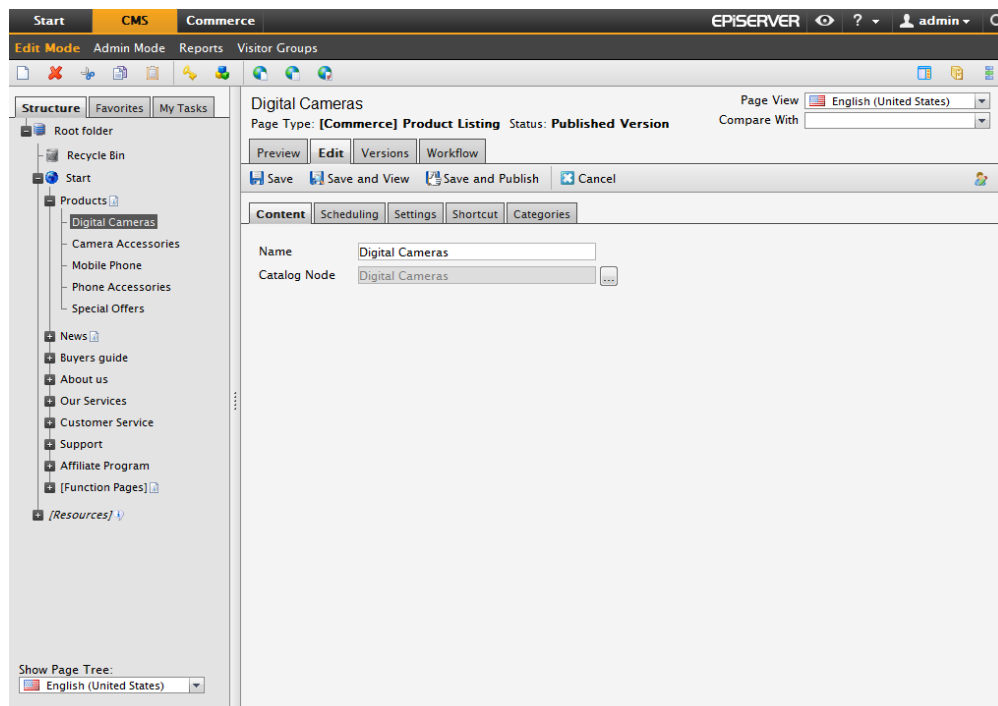 Start CMS Commerce EPiSERVER ? admin
Edit Mode Admin Mode Reports Visitor Groups
Structure Favorites My Tasks
Root folder
Recycle Bin
Start
Products
Digital Cameras
Camera Accessories
Mobile Phone
Phone Accessories
Special Offers
News
Buyers guide
About us
Our Services
Customer Service
Support
Affiliate Program
[Function Pages]
[Resources]
Show Page Tree:
English (United States)
Digital Cameras
Page View English (United States)
Page Type: [Commerce] Product Listing Status: Published Version
Compare With
Preview Edit Versions Workflow
Save Save and View Save and Publish Cancel
Content Scheduling Settings Shortcut Categories
Name Digital Cameras
Catalog Node Digital Cameras ...